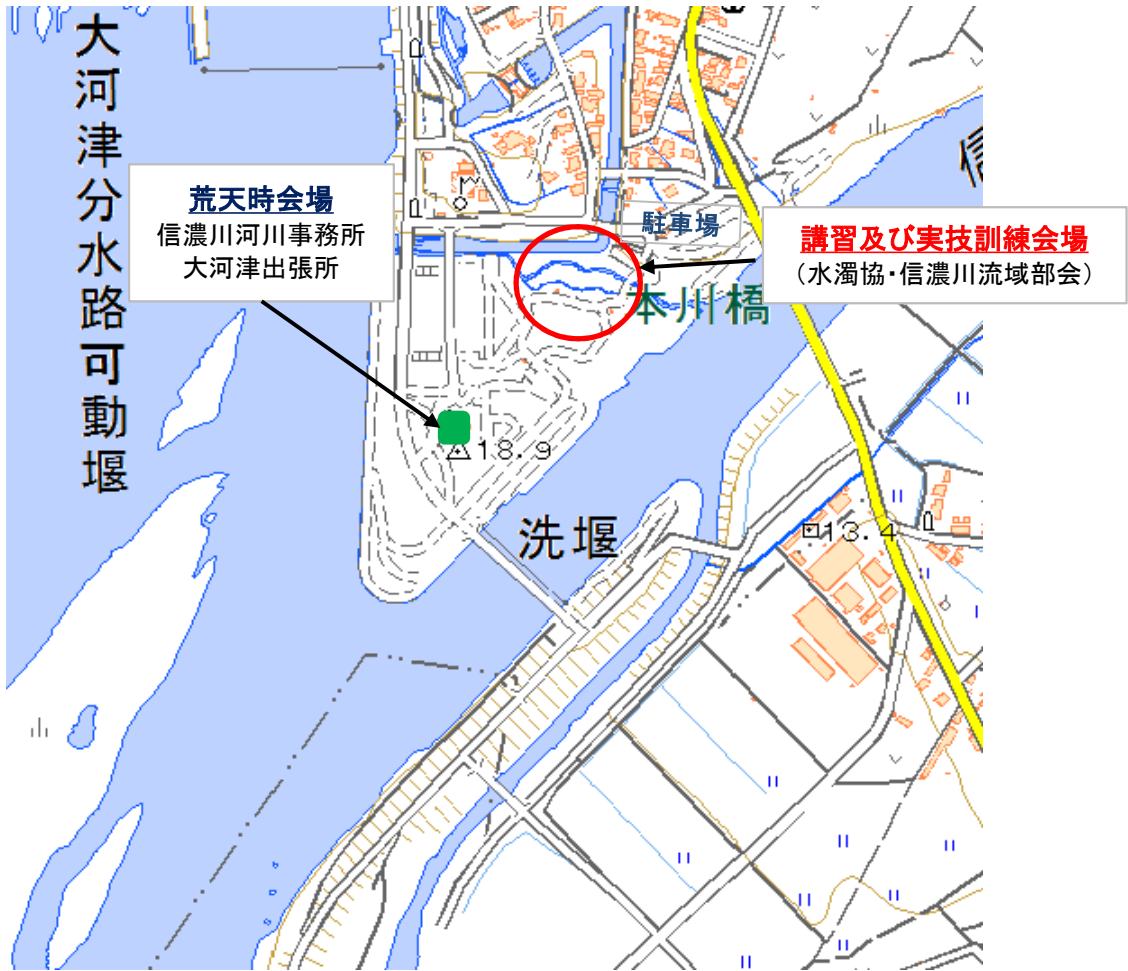 大河津分水路可動堰
荒天時会場
信濃川河川事務所
大河津出張所
駐車場
講習及び実技訓練会場
（水濁協・信濃川流域部会）
本川橋
18.9
洗堰
13.4
信